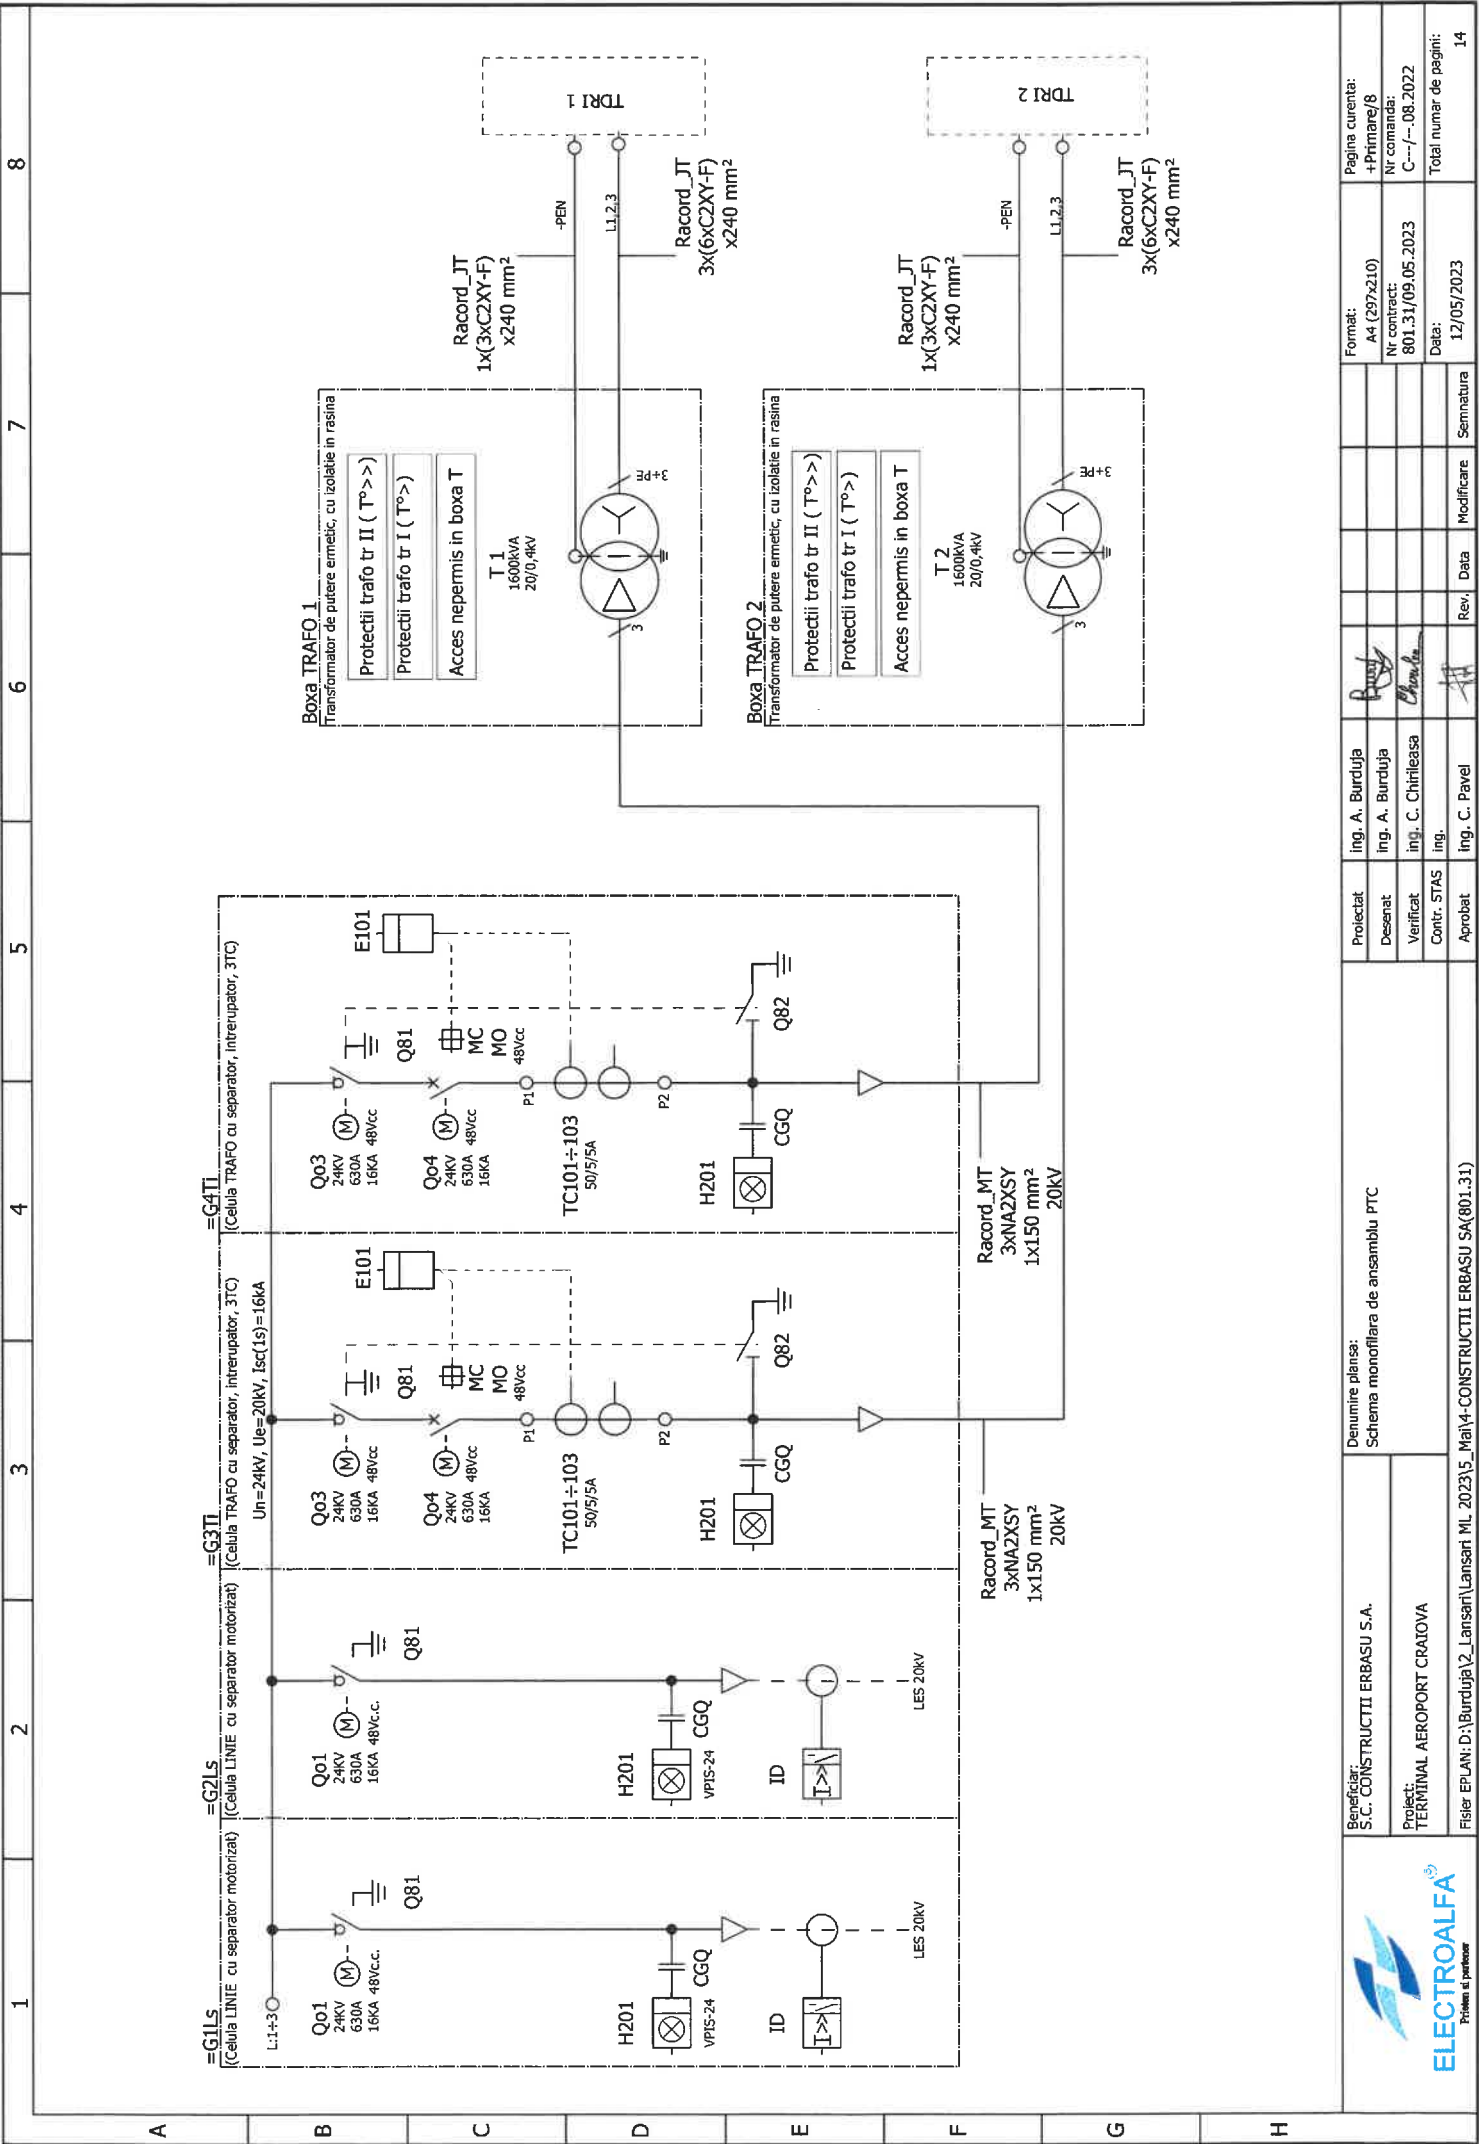 1
2
3
4
5
6
7
8
A
B
C
D
E
F
G
H
=G1Ls
(Celula LINIE cu separator motorizat)
L:1÷3
Qo1
24KV
630A
16KA 48Vc.c.
M
Q81
H201
VPIS-24
CGQ
ID
I>>
LES 20kV
=G2Ls
(Celula LINIE cu separator motorizat)
Qo1
24KV
630A
16KA 48Vc.c.
M
Q81
H201
VPIS-24
CGQ
ID
I>>
LES 20kV
=G3Ti
(Celula TRAFO cu separator, intrerupator, 3TC)
Un=24kV, Ue=20kV, Isc(1s)=16kA
Qo3
24KV
630A
16KA 48Vcc
M
Q81
E101
Qo4
24KV
630A
16KA
48Vcc
M
MC
MO
48Vcc
P1
TC101÷103
50/5/5A
P2
H201
CGQ
Q82
Racord_MT
3xNA2XSY
1x150 mm²
20kV
=G4Ti
(Celula TRAFO cu separator, intrerupator, 3TC)
Qo3
24KV
630A
16KA 48Vcc
M
Q81
E101
Qo4
24KV
630A
16KA
48Vcc
M
MC
MO
48Vcc
P1
TC101÷103
50/5/5A
P2
H201
CGQ
Q82
Racord_MT
3xNA2XSY
1x150 mm²
20kV
Boxa TRAFO 1
Transformator de putere ermetic, cu izolatie in rasina
Protectii trafo tr II ( T°>>)
Protectii trafo tr I ( T°>)
Acces nepermis in boxa T
T 1
1600kVA
20/0,4kV
3
3+PE
Racord_JT
1x(3xC2XY-F)
x240 mm²
-PEN
L1,2,3
Racord_JT
3x(6xC2XY-F)
x240 mm²
TDRI 1
Boxa TRAFO 2
Transformator de putere ermetic, cu izolatie in rasina
Protectii trafo tr II ( T°>>)
Protectii trafo tr I ( T°>)
Acces nepermis in boxa T
T 2
1600kVA
20/0,4kV
3
3+PE
Racord_JT
1x(3xC2XY-F)
x240 mm²
-PEN
L1,2,3
Racord_JT
3x(6xC2XY-F)
x240 mm²
TDRI 2
ELECTROALFA®
Prieten si partener
Beneficiar:
S.C. CONSTRUCTII ERBASU S.A.
Proiect:
TERMINAL AEROPORT CRAIOVA
Denumire plansa:
Schema monofilara de ansamblu PTC
Fisier EPLAN: D:\Burduja\2_Lansari\Lansari ML 2023\5_Mai\4-CONSTRUCTII ERBASU SA(801.31)
Proiectat ing. A. Burduja
Desenat ing. A. Burduja
Verificat ing. C. Chirileasa
Contr. STAS ing.
Aprobat ing. C. Pavel
Rev. Data Modificare Semnatura
Format:
A4 (297x210)
Nr contract:
801.31/09.05.2023
Data:
12/05/2023
Pagina curenta:
+Primare/8
Nr comanda:
C---/--.08.2022
Total numar de pagini:
14